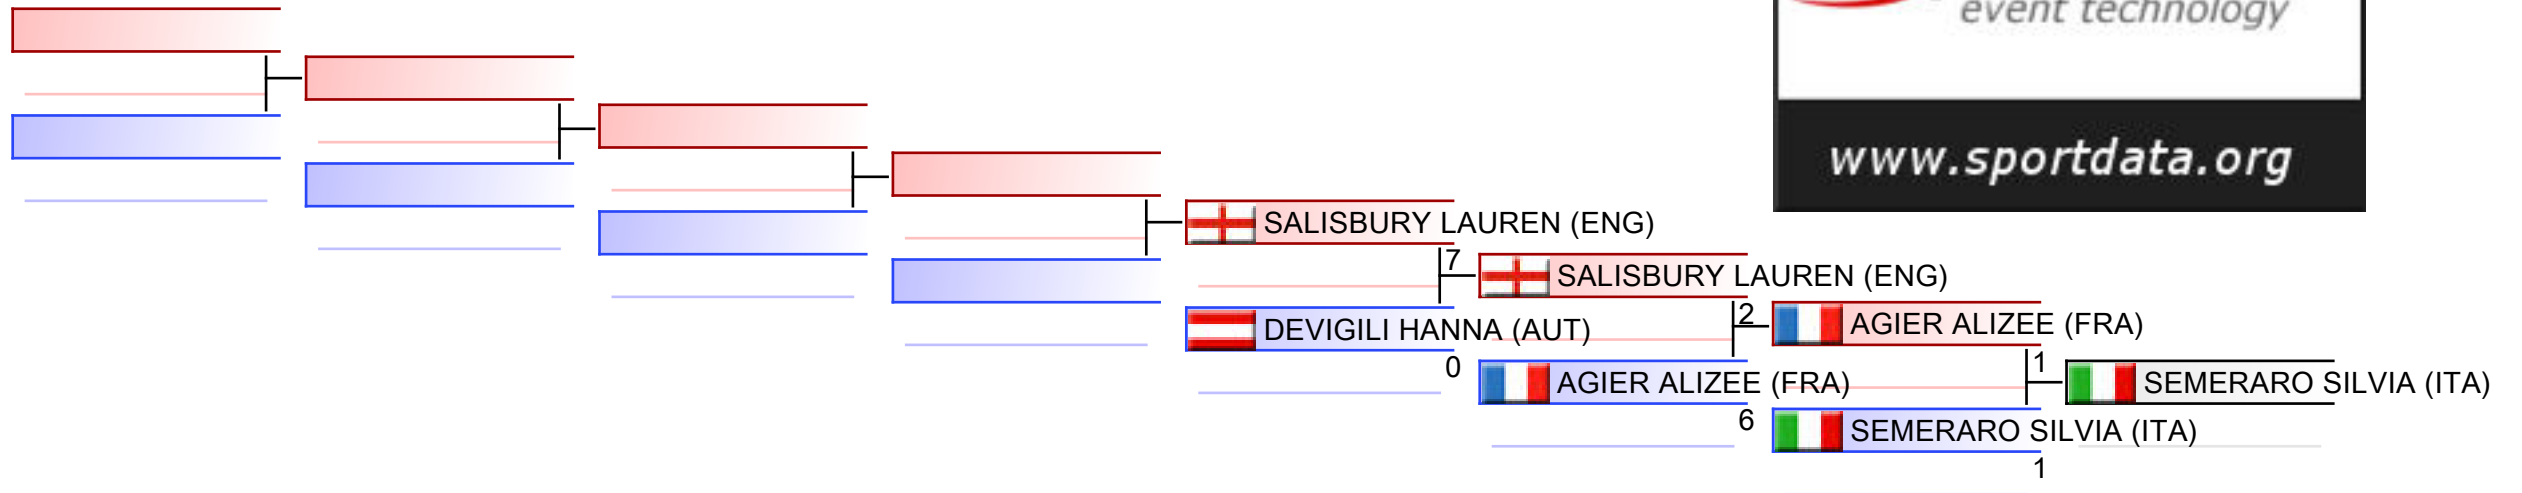 event technology
www.sportdata.org
SALISBURY LAUREN (ENG)
7
SALISBURY LAUREN (ENG)
DEVIGILI HANNA (AUT)
0
2
AGIER ALIZEE (FRA)
AGIER ALIZEE (FRA)
6
1
SEMERARO SILVIA (ITA)
SEMERARO SILVIA (ITA)
1